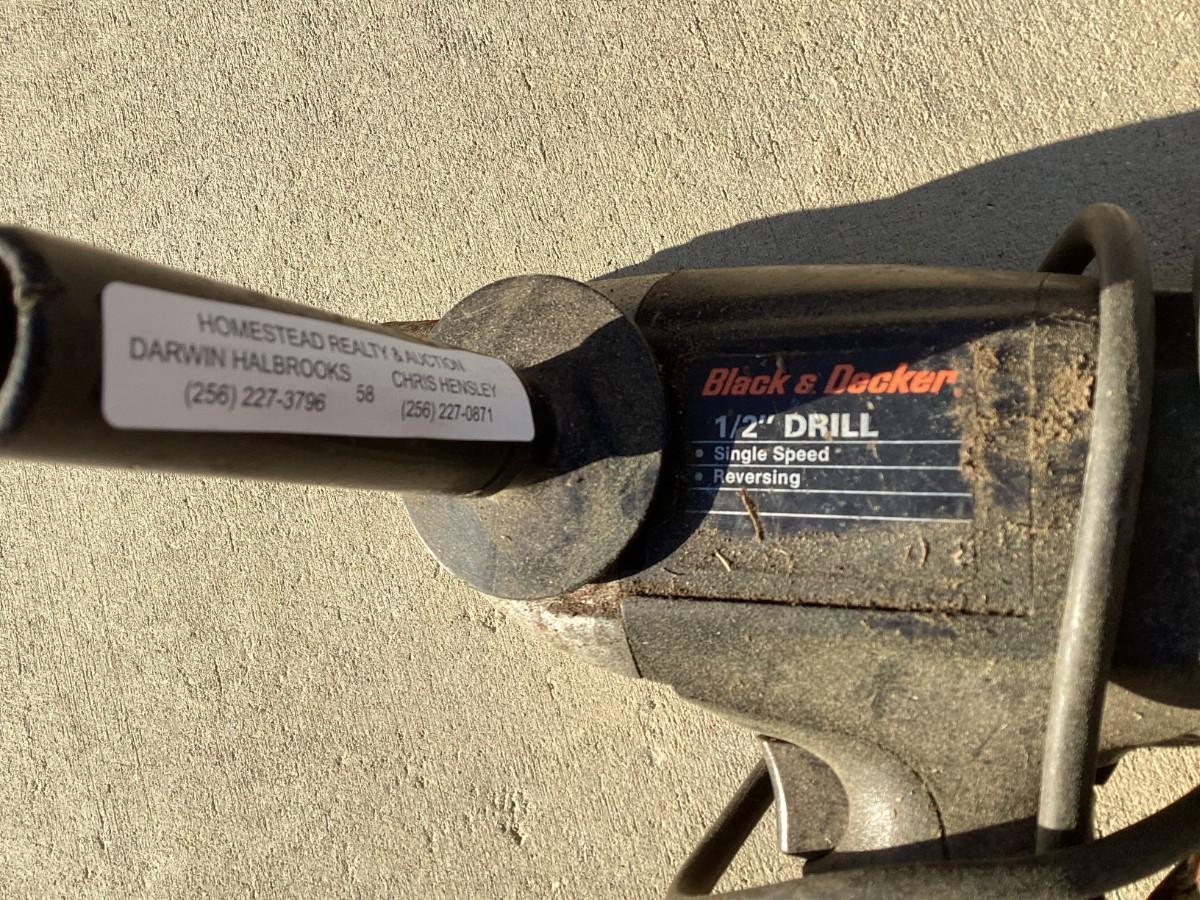 HOMESTEAD REALTY & AUCTION
DARWIN HALBROOKS 58 CHRIS HENSLEY
(256) 227-3796 (256) 227-0871
Black & Decker.
1/2" DRILL
• Single Speed
• Reversing